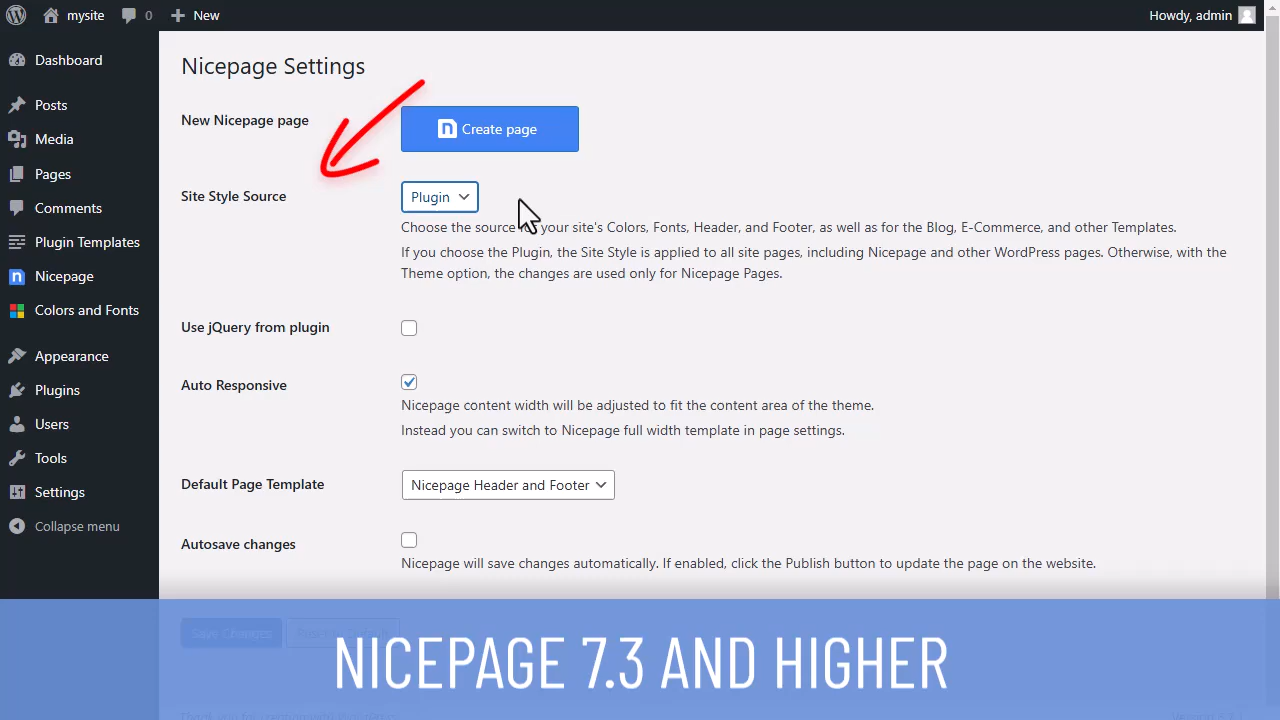 mysite
0
New
Howdy, admin
Dashboard
Posts
Media
Pages
Comments
Plugin Templates
Nicepage
Colors and Fonts
Appearance
Plugins
Users
Tools
Settings
Collapse menu
Nicepage Settings
New Nicepage page
Create page
Site Style Source
Plugin
Choose the source for your site's Colors, Fonts, Header, and Footer, as well as for the Blog, E-Commerce, and other Templates.
If you choose the Plugin, the Site Style is applied to all site pages, including Nicepage and other WordPress pages. Otherwise, with the
Theme option, the changes are used only for Nicepage Pages.
Use jQuery from plugin
Auto Responsive
Nicepage content width will be adjusted to fit the content area of the theme.
Instead you can switch to Nicepage full width template in page settings.
Default Page Template
Nicepage Header and Footer
Autosave changes
Nicepage will save changes automatically. If enabled, click the Publish button to update the page on the website.
Save Changes
NICEPAGE 7.3 AND HIGHER